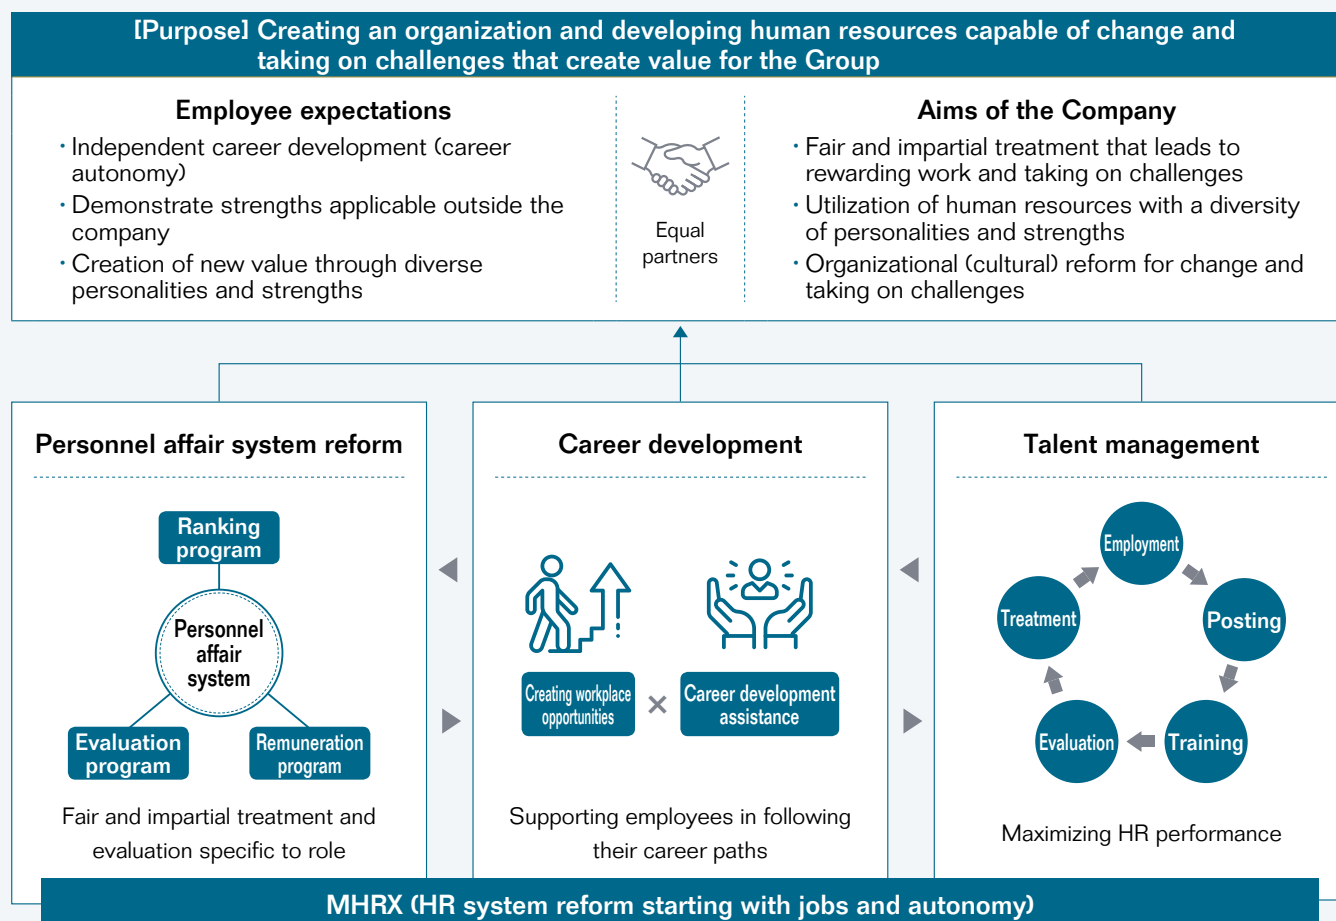 [Purpose] Creating an organization and developing human resources capable of change and
taking on challenges that create value for the Group
Employee expectations
・Independent career development (career
autonomy)
・Demonstrate strengths applicable outside the
company
・Creation of new value through diverse
personalities and strengths
Equal
partners
Aims of the Company
・Fair and impartial treatment that leads to
rewarding work and taking on challenges
・Utilization of human resources with a diversity
of personalities and strengths
・Organizational (cultural) reform for change and
taking on challenges
Personnel affair system reform
Ranking
program
Personnel
affair
system
Evaluation
program
Remuneration
program
Fair and impartial treatment and
evaluation specific to role
Career development
Creating workplace
opportunities
×
Career development
assistance
Supporting employees in following
their career paths
Talent management
Employment
Posting
Training
Evaluation
Treatment
Maximizing HR performance
MHRX (HR system reform starting with jobs and autonomy)